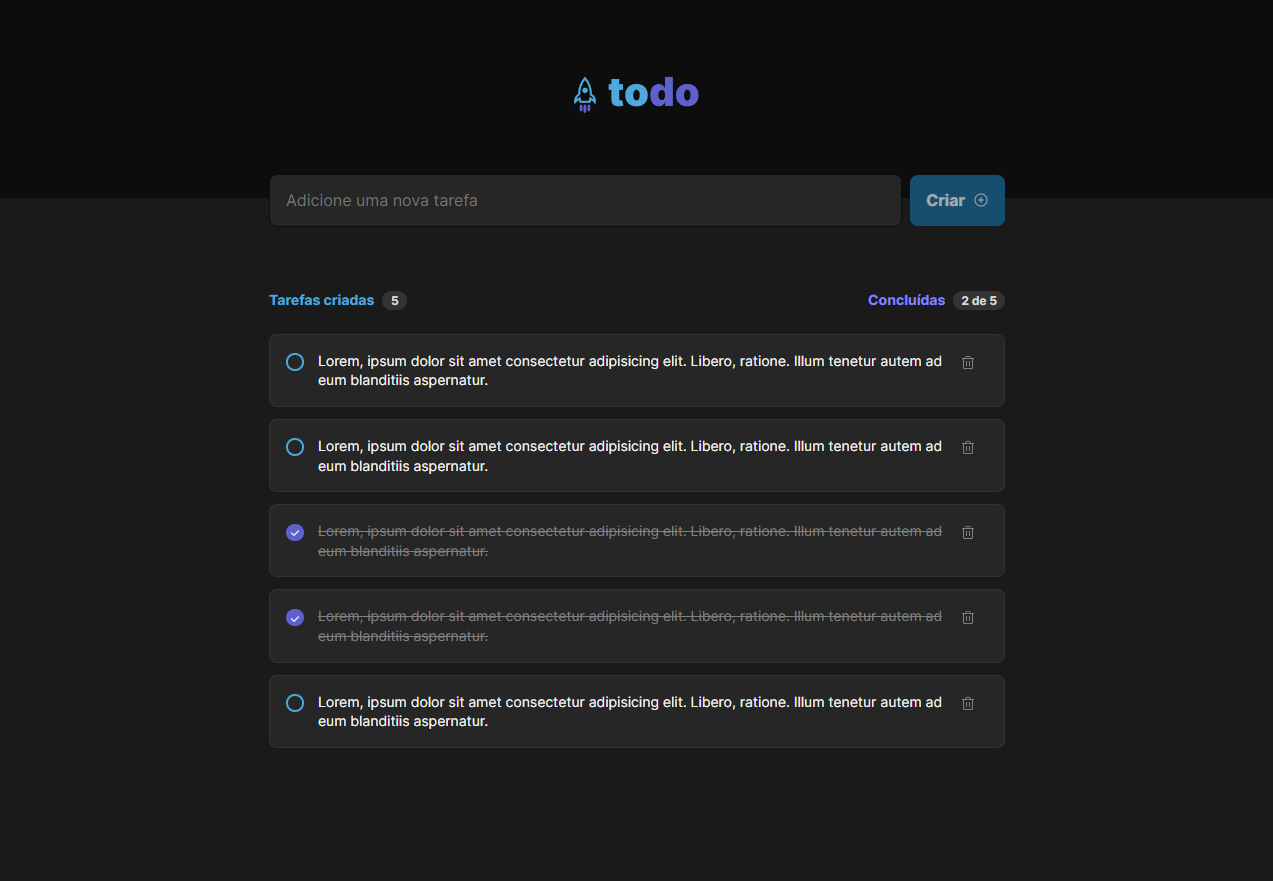 todo
Adicione uma nova tarefa
Criar
Tarefas criadas 5
Concluídas 2 de 5
Lorem, ipsum dolor sit amet consectetur adipisicing elit. Libero, ratione. Illum tenetur autem ad
eum blanditiis aspernatur.
Lorem, ipsum dolor sit amet consectetur adipisicing elit. Libero, ratione. Illum tenetur autem ad
eum blanditiis aspernatur.
Lorem, ipsum dolor sit amet consectetur adipisicing elit. Libero, ratione. Illum tenetur autem ad
eum blanditiis aspernatur.
Lorem, ipsum dolor sit amet consectetur adipisicing elit. Libero, ratione. Illum tenetur autem ad
eum blanditiis aspernatur.
Lorem, ipsum dolor sit amet consectetur adipisicing elit. Libero, ratione. Illum tenetur autem ad
eum blanditiis aspernatur.